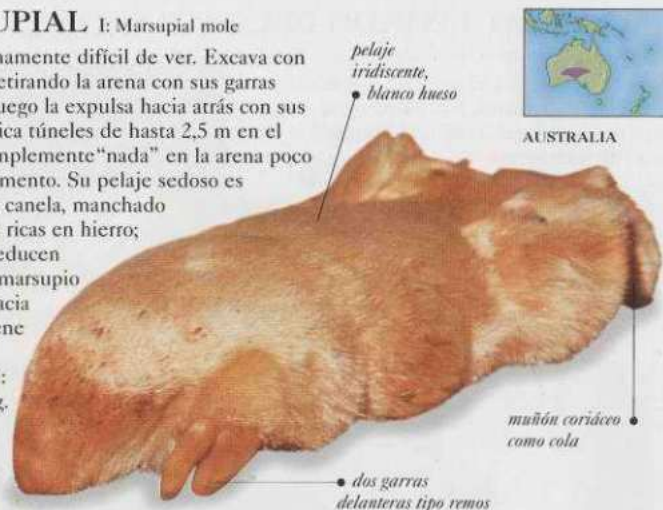 UPIAL I: Marsupial mole
namente difícil de ver. Excava con
retirando la arena con sus garras
uego la expulsa hacia atrás con sus
ica túneles de hasta 2,5 m en el
mplemente "nada" en la arena poco
mento. Su pelaje sedoso es
canela, manchado
ricas en hierro;
educen
marsupio
acia
ene
:
g.
pelaje
iridiscente,
blanco hueso
AUSTRALIA
muñón coriáceo
como cola
dos garras
delanteras tipo remos